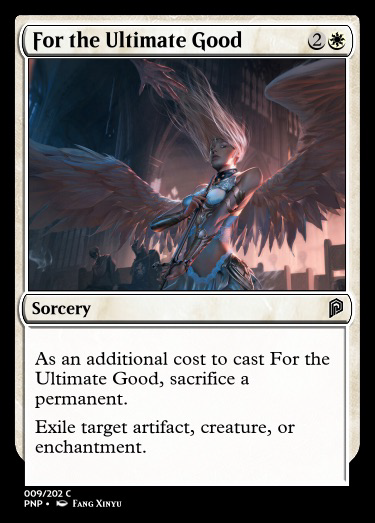 For the Ultimate Good 2
Sorcery
As an additional cost to cast For the
Ultimate Good, sacrifice a
permanent.
Exile target artifact, creature, or
enchantment.
009/202 C
PNP • Fang Xinyu